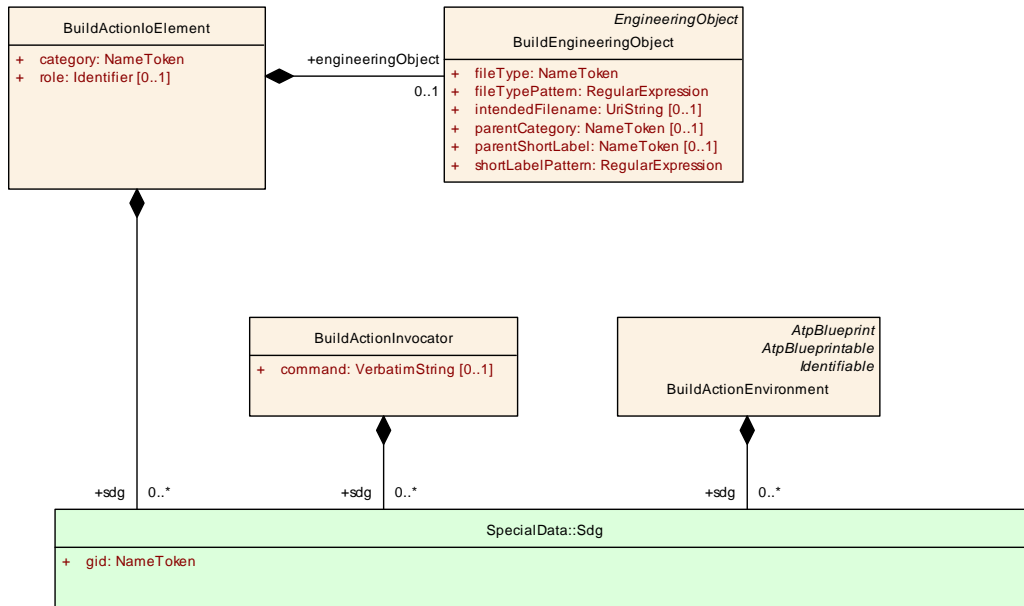 BuildActionIoElement
+ category: NameToken
+ role: Identifier [0..1]
+engineeringObject
0..1
EngineeringObject
BuildEngineeringObject
+ fileType: NameToken
+ fileTypePattern: RegularExpression
+ intendedFilename: UriString [0..1]
+ parentCategory: NameToken [0..1]
+ parentShortLabel: NameToken [0..1]
+ shortLabelPattern: RegularExpression
BuildActionInvocator
+ command: VerbatimString [0..1]
AtpBlueprint
AtpBlueprintable
Identifiable
BuildActionEnvironment
+sdg 0..*
+sdg 0..*
+sdg 0..*
SpecialData::Sdg
+ gid: NameToken